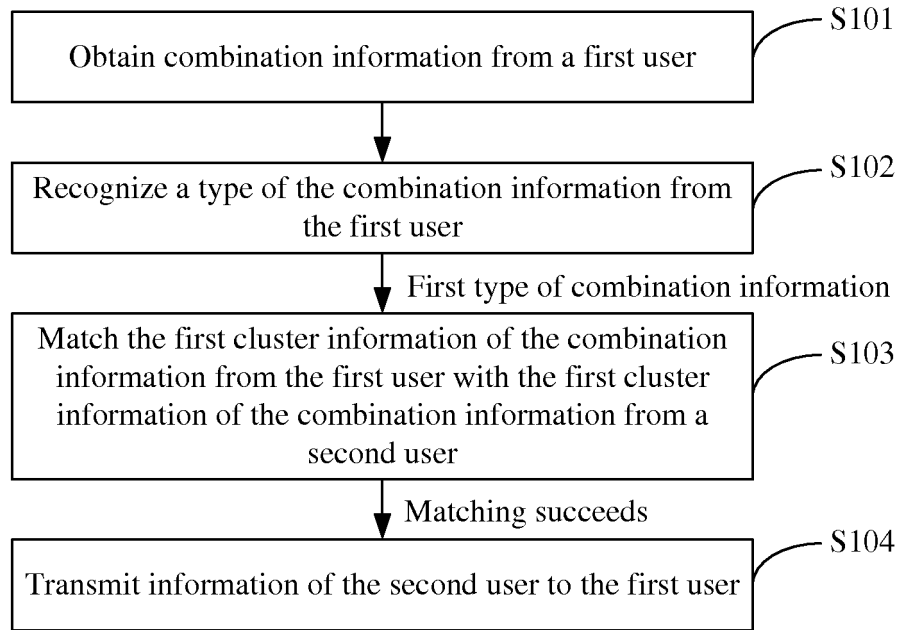 S101
Obtain combination information from a first user
S102
Recognize a type of the combination information from
the first user
First type of combination information
Match the first cluster information of the combination
information from the first user with the first cluster
information of the combination information from a
second user
S103
Matching succeeds
S104
Transmit information of the second user to the first user